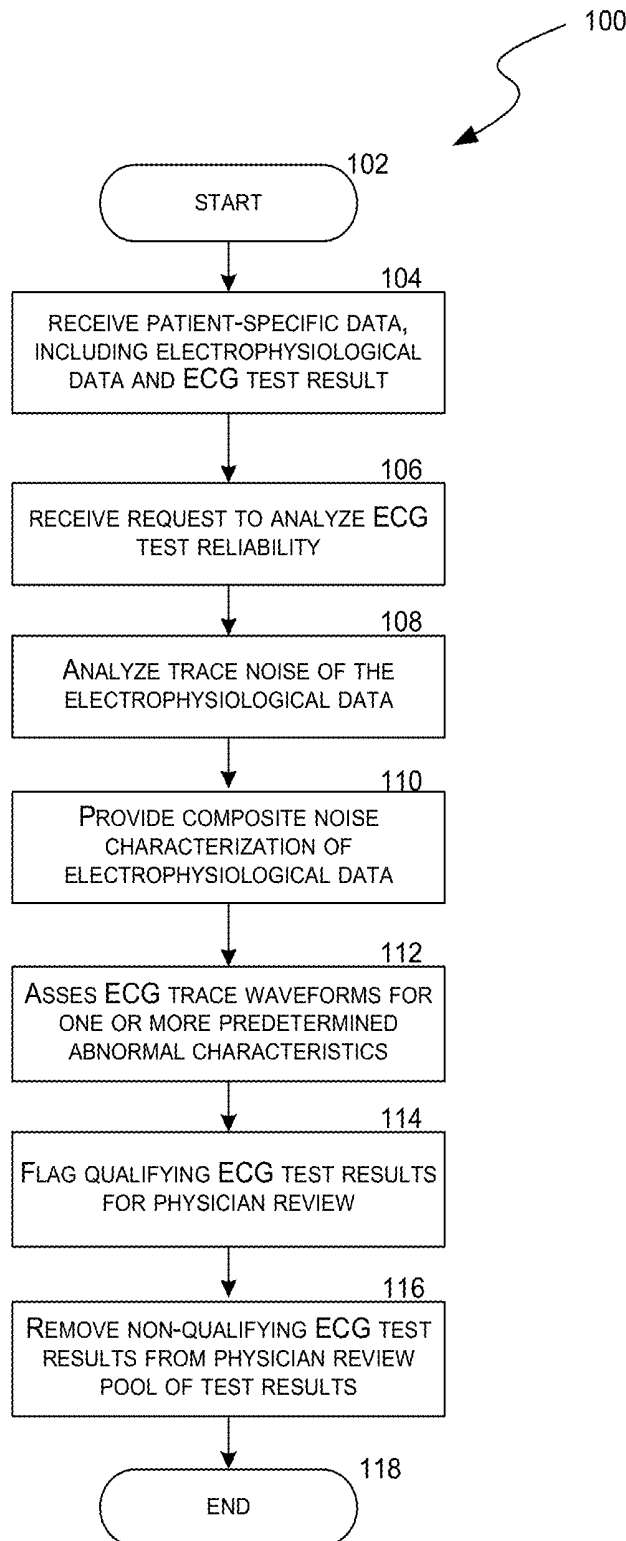 100
102
START
104
RECEIVE PATIENT-SPECIFIC DATA,
INCLUDING ELECTROPHYSIOLOGICAL
DATA AND ECG TEST RESULT
106
RECEIVE REQUEST TO ANALYZE ECG
TEST RELIABILITY
108
ANALYZE TRACE NOISE OF THE
ELECTROPHYSIOLOGICAL DATA
110
PROVIDE COMPOSITE NOISE
CHARACTERIZATION OF
ELECTROPHYSIOLOGICAL DATA
112
ASSES ECG TRACE WAVEFORMS FOR
ONE OR MORE PREDETERMINED
ABNORMAL CHARACTERISTICS
114
FLAG QUALIFYING ECG TEST RESULTS
FOR PHYSICIAN REVIEW
116
REMOVE NON-QUALIFYING ECG TEST
RESULTS FROM PHYSICIAN REVIEW
POOL OF TEST RESULTS
118
END